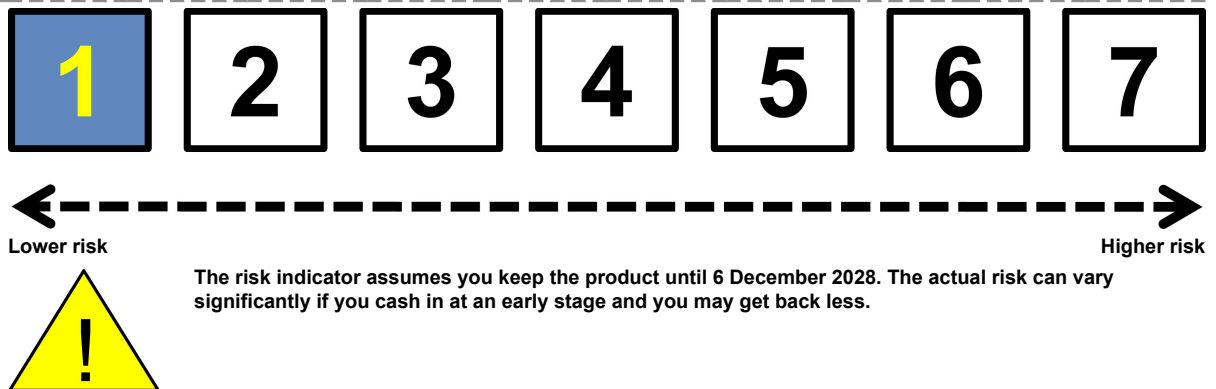 1 2 3 4 5 6 7
Lower risk Higher risk
The risk indicator assumes you keep the product until 6 December 2028. The actual risk can vary
significantly if you cash in at an early stage and you may get back less.
!